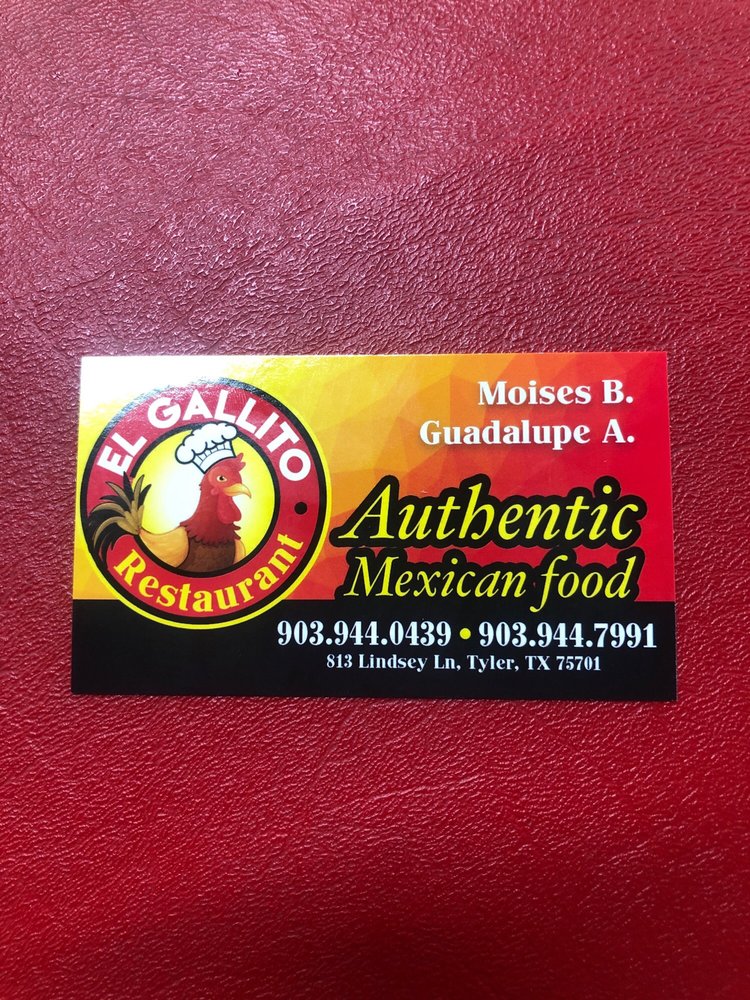 EL GALLITO
Restaurant
Moises B.
Guadalupe A.
Authentic
Mexican food
903.944.0439 • 903.944.7991
813 Lindsey Ln, Tyler, TX 75701